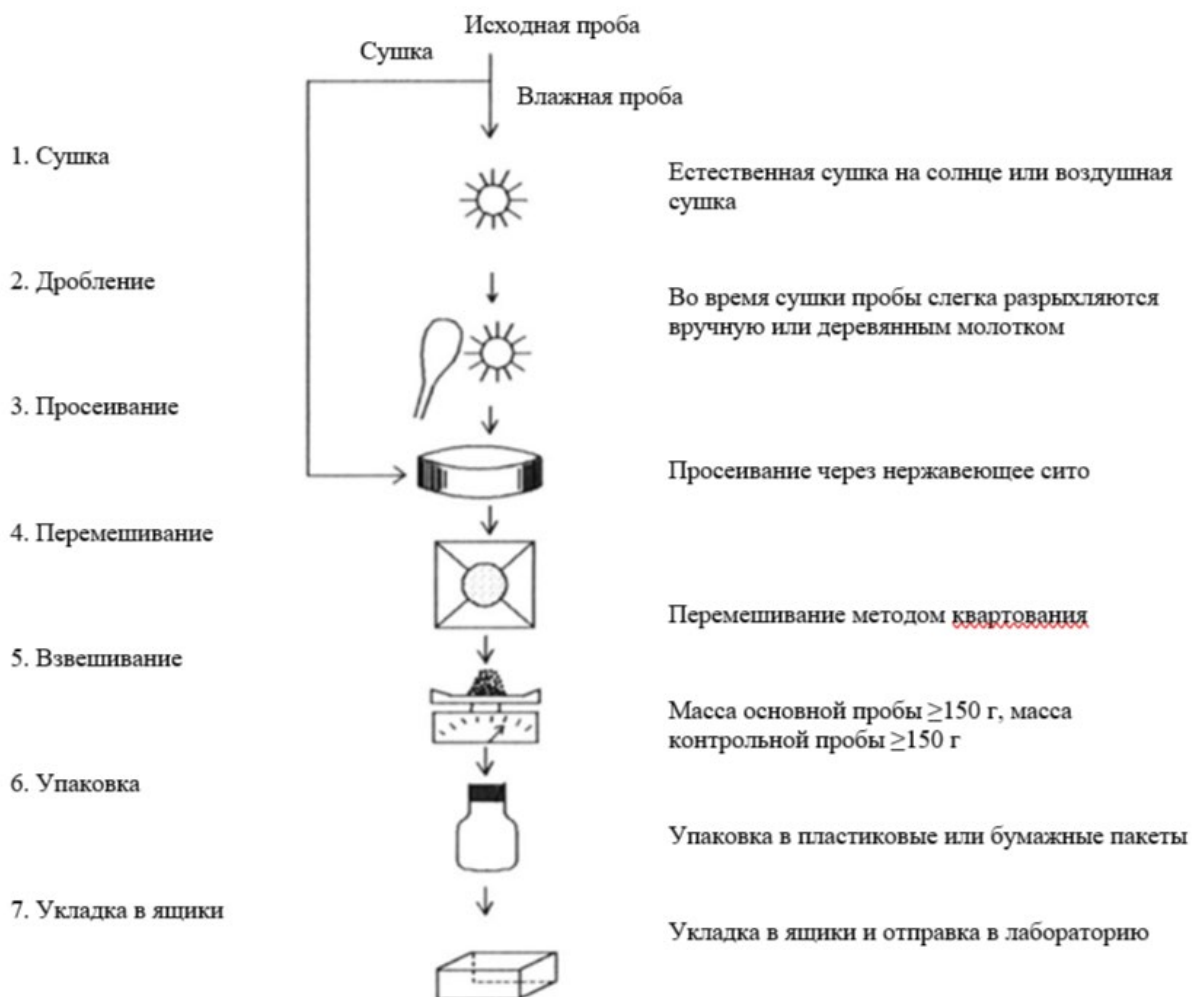 Исходная проба
Сушка
Влажная проба
1. Сушка
Естественная сушка на солнце или воздушная
сушка
2. Дробление
Во время сушки пробы слегка разрыхляются
вручную или деревянным молотком
3. Просеивание
Просеивание через нержавеющее сито
4. Перемешивание
Перемешивание методом квартования
5. Взвешивание
Масса основной пробы ≥150 г, масса
контрольной пробы ≥150 г
6. Упаковка
Упаковка в пластиковые или бумажные пакеты
7. Укладка в ящики
Укладка в ящики и отправка в лабораторию